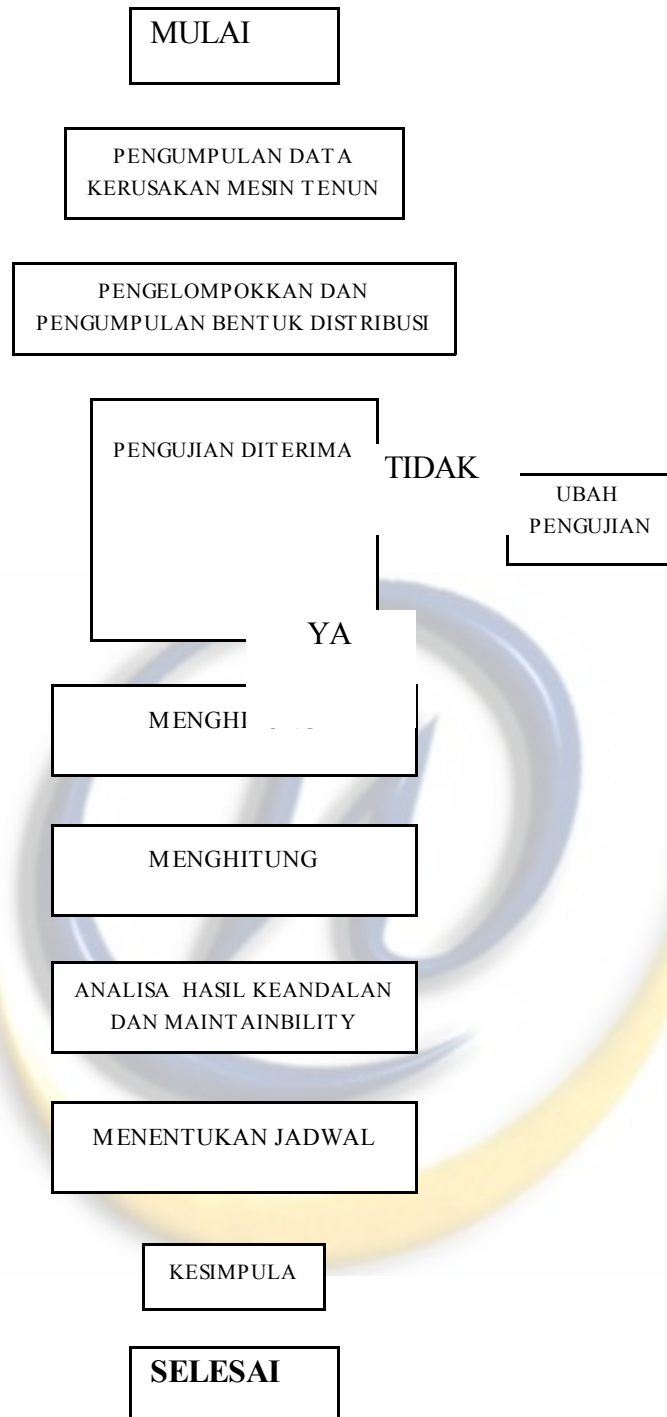 MULAI
PENGUMPULAN DATA
KERUSAKAN MESIN TENUN
PENGELOMPOKKAN DAN
PENGUMPULAN BENTUK DISTRIBUSI
PENGUJIAN DITERIMA
TIDAK
UBAH
PENGUJIAN
YA
MENGHITUNG
ANALISA HASIL KEANDALAN
DAN MAINTAINBILITY
MENENTUKAN JADWAL
KESIMPULA
SELESAI